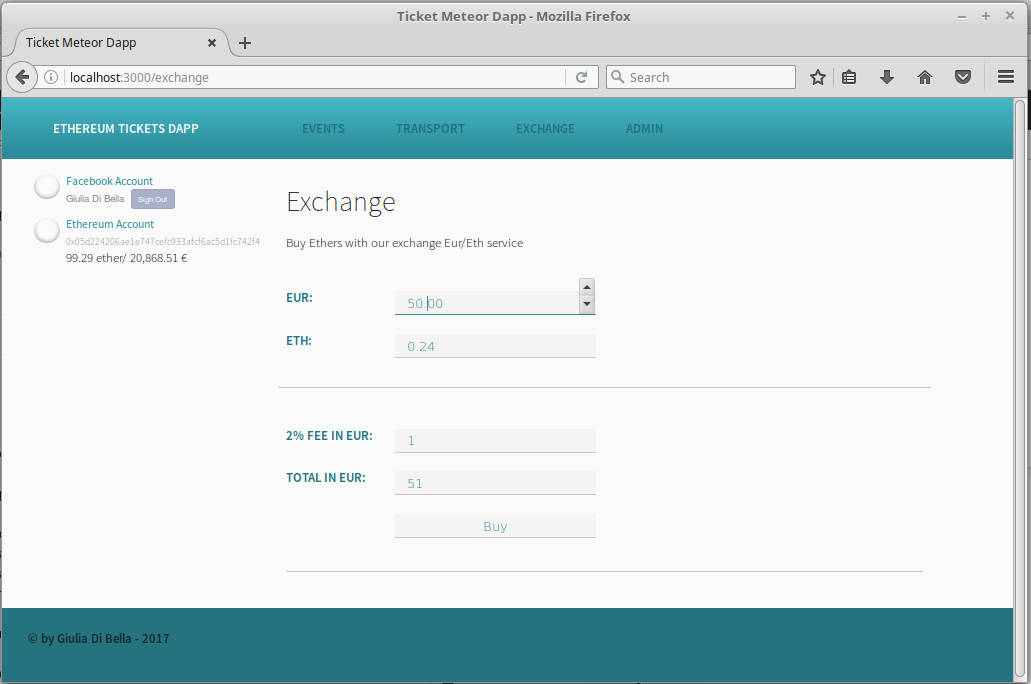 Ticket Meteor Dapp - Mozilla Firefox
Ticket Meteor Dapp
localhost:3000/exchange
Search
ETHEREUM TICKETS DAPP EVENTS TRANSPORT EXCHANGE ADMIN
Facebook Account
Giulia Di Bella Sign Out
Ethereum Account
0x05d224206ae1e747cefc933afcf6ac5d1fc742f4
99.29 ether/ 20,868.51 €
Exchange
Buy Ethers with our exchange Eur/Eth service
EUR: 50.00
ETH: 0.24
2% FEE IN EUR: 1
TOTAL IN EUR: 51
Buy
© by Giulia Di Bella - 2017